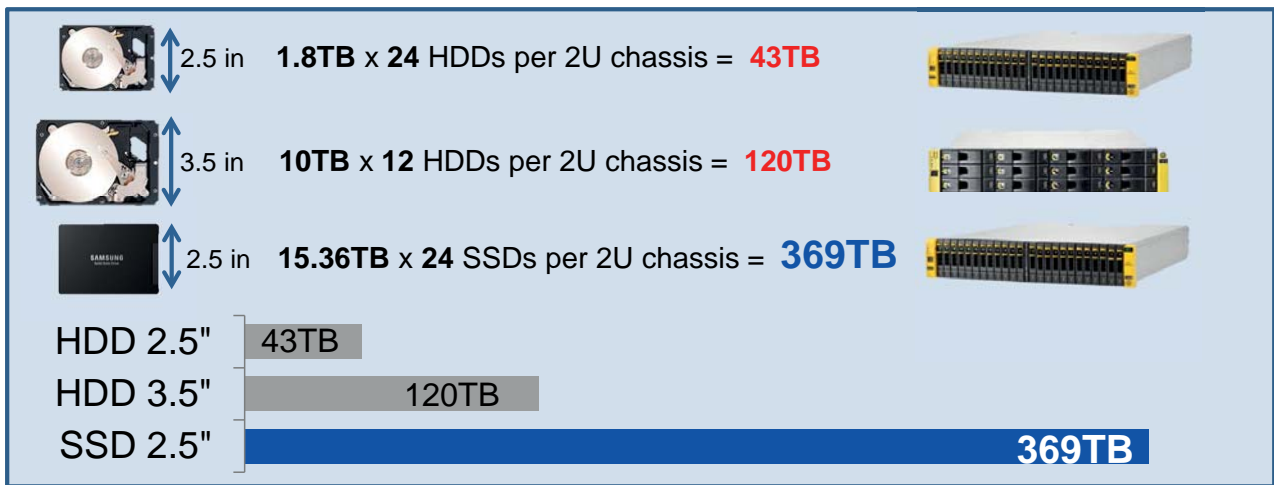 2.5 in 1.8TB x 24 HDDs per 2U chassis = 43TB
3.5 in 10TB x 12 HDDs per 2U chassis = 120TB
SAMSUNG
2.5 in 15.36TB x 24 SSDs per 2U chassis = 369TB
HDD 2.5" 43TB
HDD 3.5" 120TB
SSD 2.5" 369TB